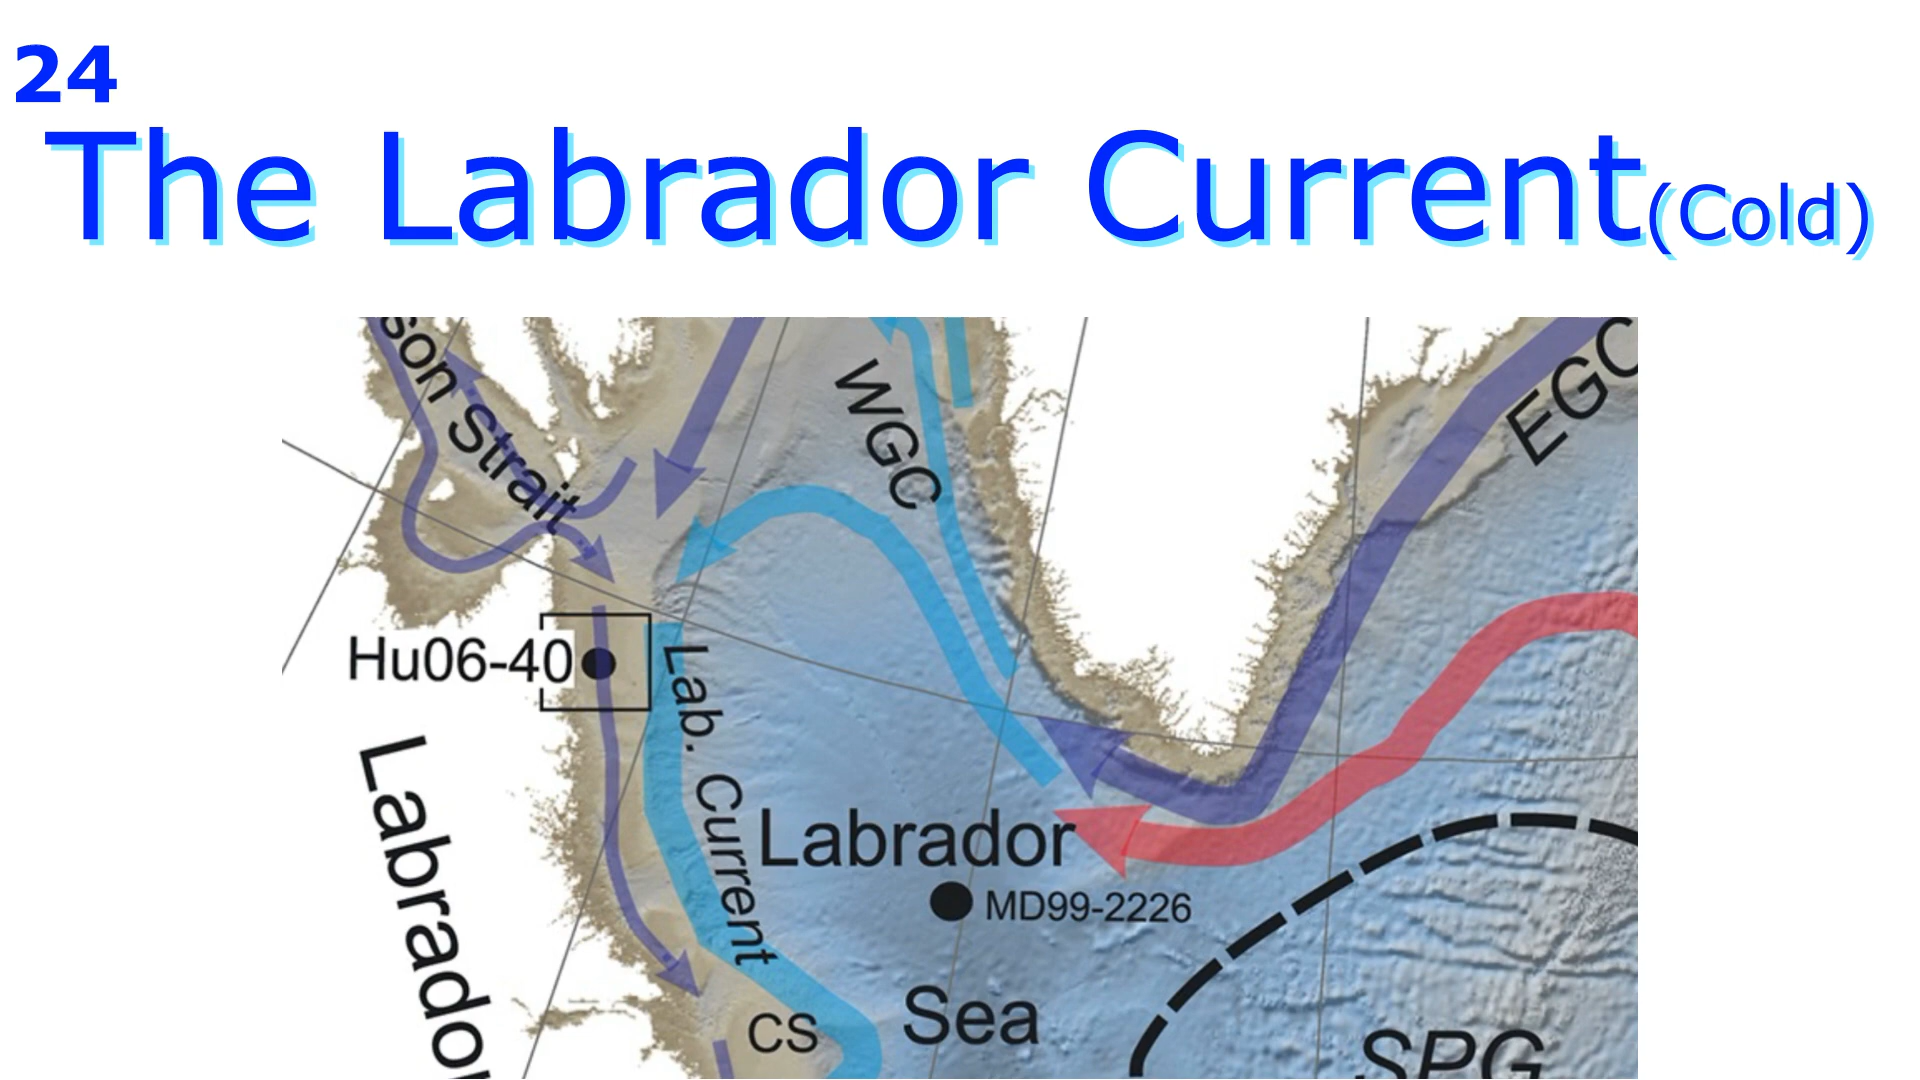 24
The Labrador Current(Cold)
son Strait
WGC
EGC
Hu06-40
Lab. Current
Labrador
Labrador
MD99-2226
Sea
CS
SPG